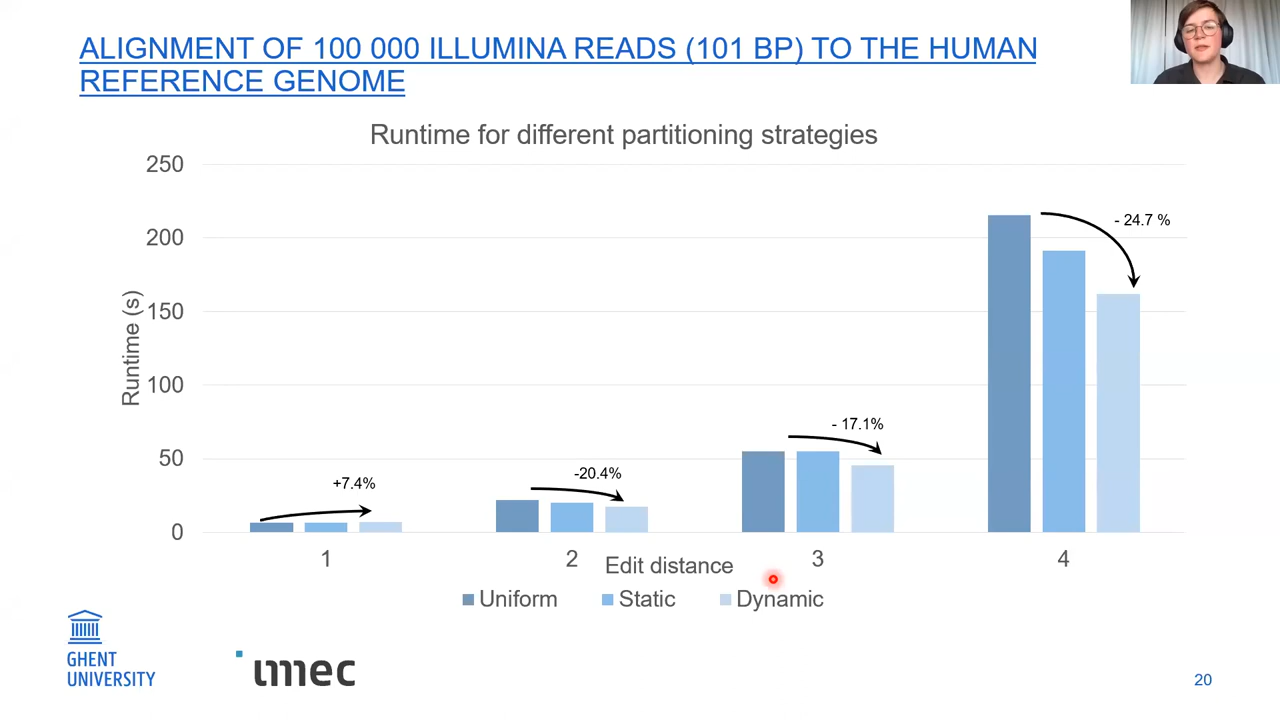 ALIGNMENT OF 100 000 ILLUMINA READS (101 BP) TO THE HUMAN
REFERENCE GENOME
Runtime for different partitioning strategies
250
200
150
100
50
0
Runtime (s)
+7.4%
-20.4%
- 17.1%
- 24.7 %
1
2
3
4
Edit distance
Uniform
Static
Dynamic
GHENT
UNIVERSITY
imec
20